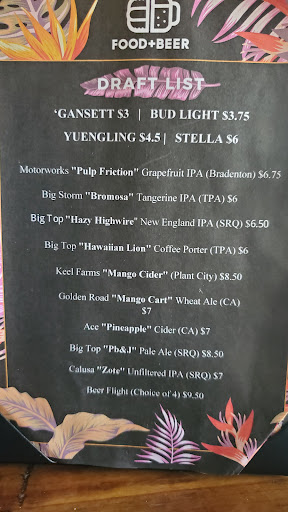 FOOD+BEER
DRAFT LIST
'GANSETT $3 | BUD LIGHT $3.75
YUENGLING $4.5 | STELLA $6
Motorworks "Pulp Friction" Grapefruit IPA (Bradenton) $6.75
Big Storm "Bromosa" Tangerine IPA (TPA) $6
Big Top "Hazy Highwire" New England IPA (SRQ) $6.50
Big Top "Hawaiian Lion" Coffee Porter (TPA) $6
Keel Farms "Mango Cider" (Plant City) $8.50
Golden Road "Mango Cart" Wheat Ale (CA)
$7
Ace "Pineapple" Cider (CA) $7
Big Top "Pb&J" Pale Ale (SRQ) $8.50
Calusa "Zote" Unfiltered IPA (SRQ) $7
Beer Flight (Choice of 4) $9.50